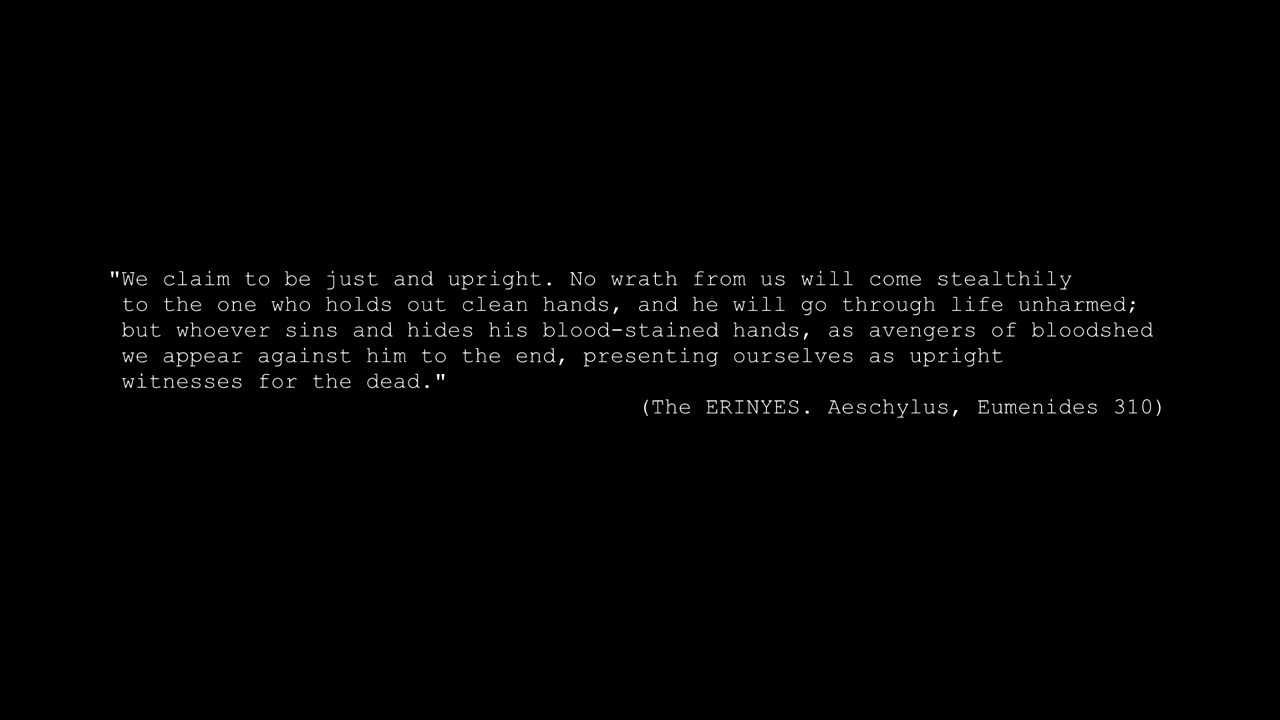 "We claim to be just and upright. No wrath from us will come stealthily
to the one who holds out clean hands, and he will go through life unharmed;
but whoever sins and hides his blood-stained hands, as avengers of bloodshed
we appear against him to the end, presenting ourselves as upright
witnesses for the dead."
(The ERINYES. Aeschylus, Eumenides 310)